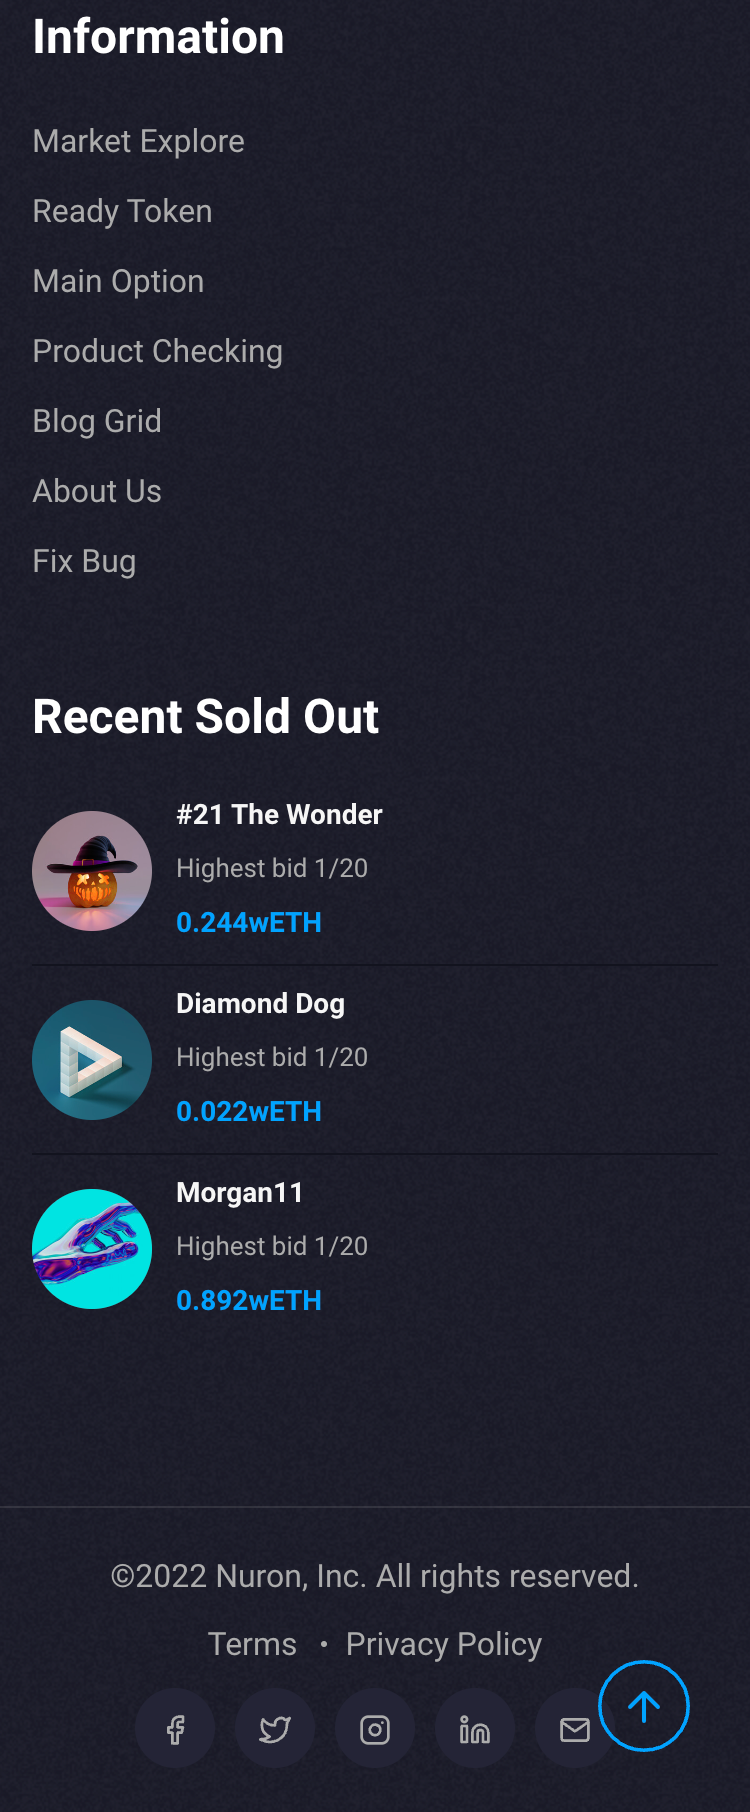 Information
Market Explore
Ready Token
Main Option
Product Checking
Blog Grid
About Us
Fix Bug
Recent Sold Out
#21 The Wonder
Highest bid 1/20
0.244wETH
Diamond Dog
Highest bid 1/20
0.022wETH
Morgan11
Highest bid 1/20
0.892wETH
©2022 Nuron, Inc. All rights reserved.
Terms • Privacy Policy